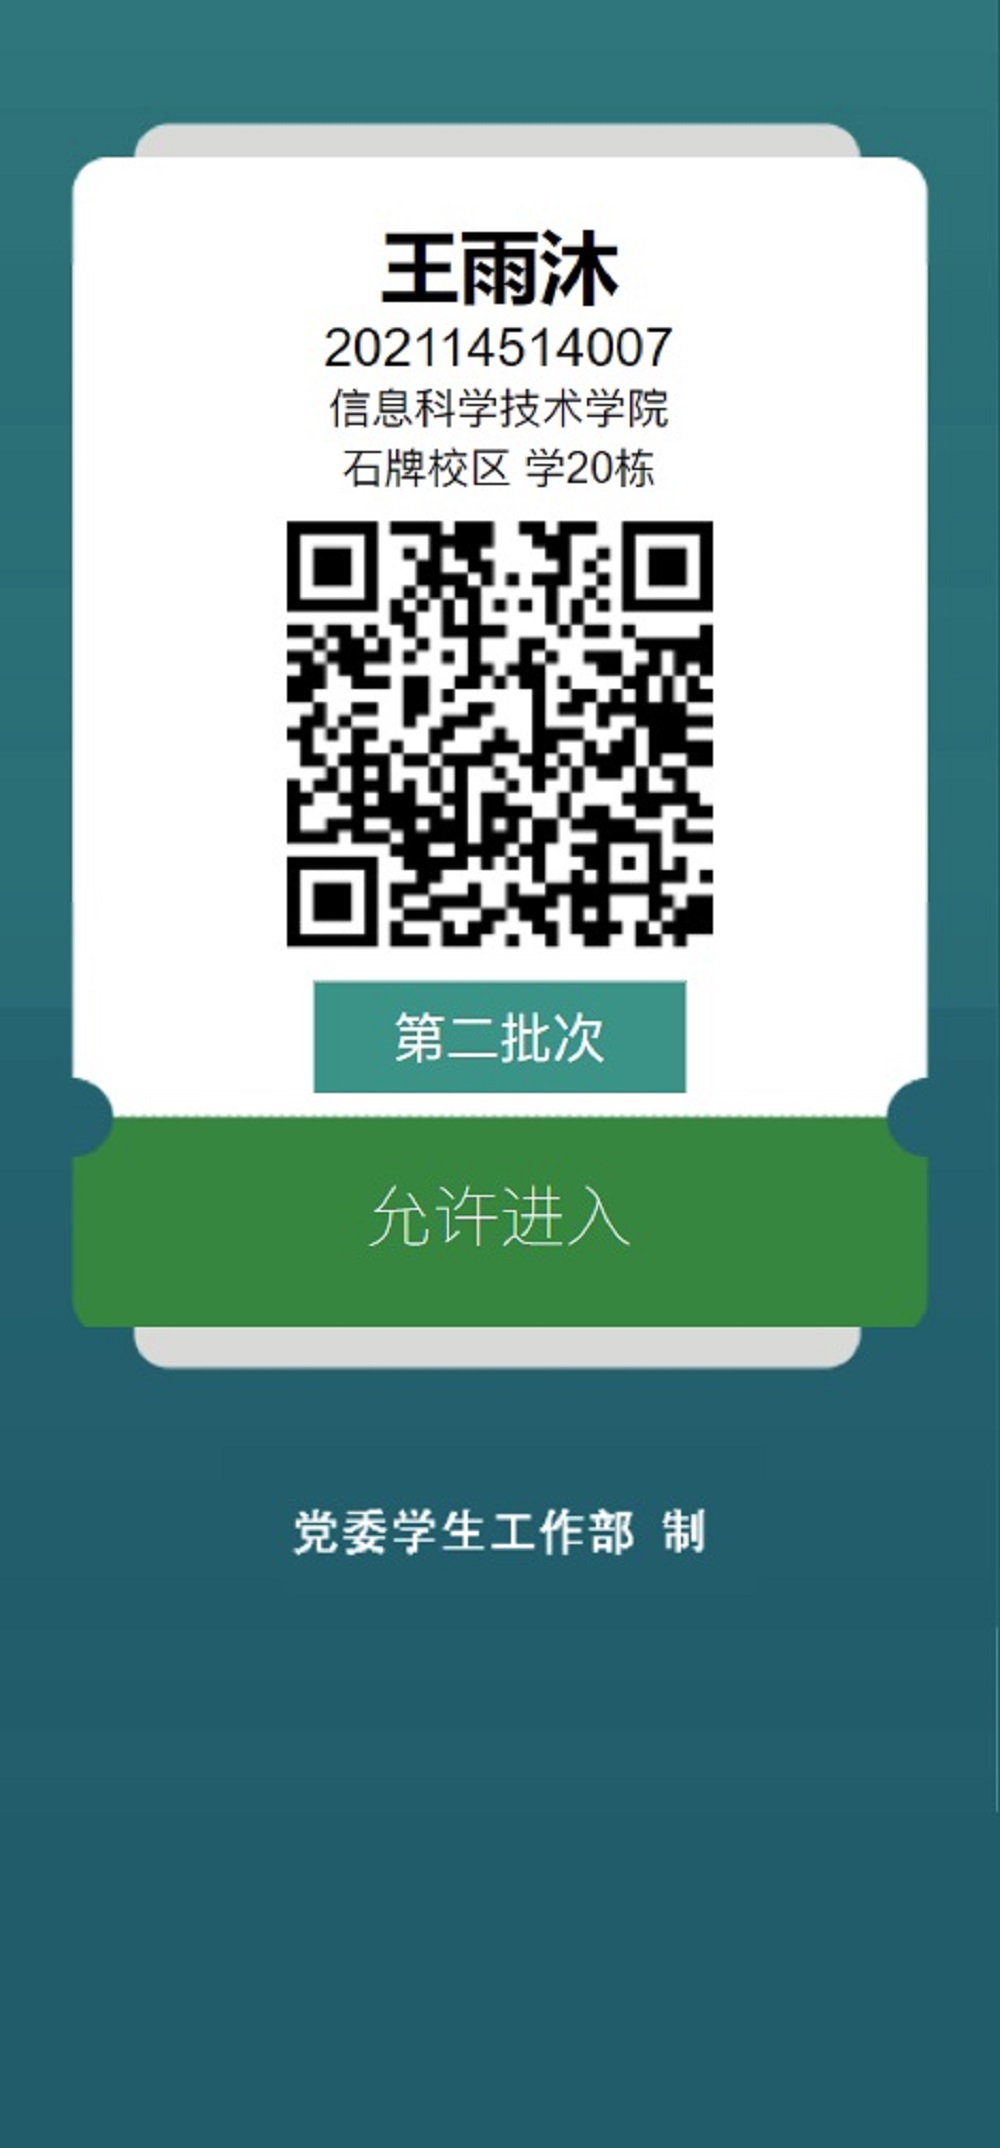 王雨沐
202114514007
信息科学技术学院
石牌校区 学20栋
第二批次
允许进入
党委学生工作部 制